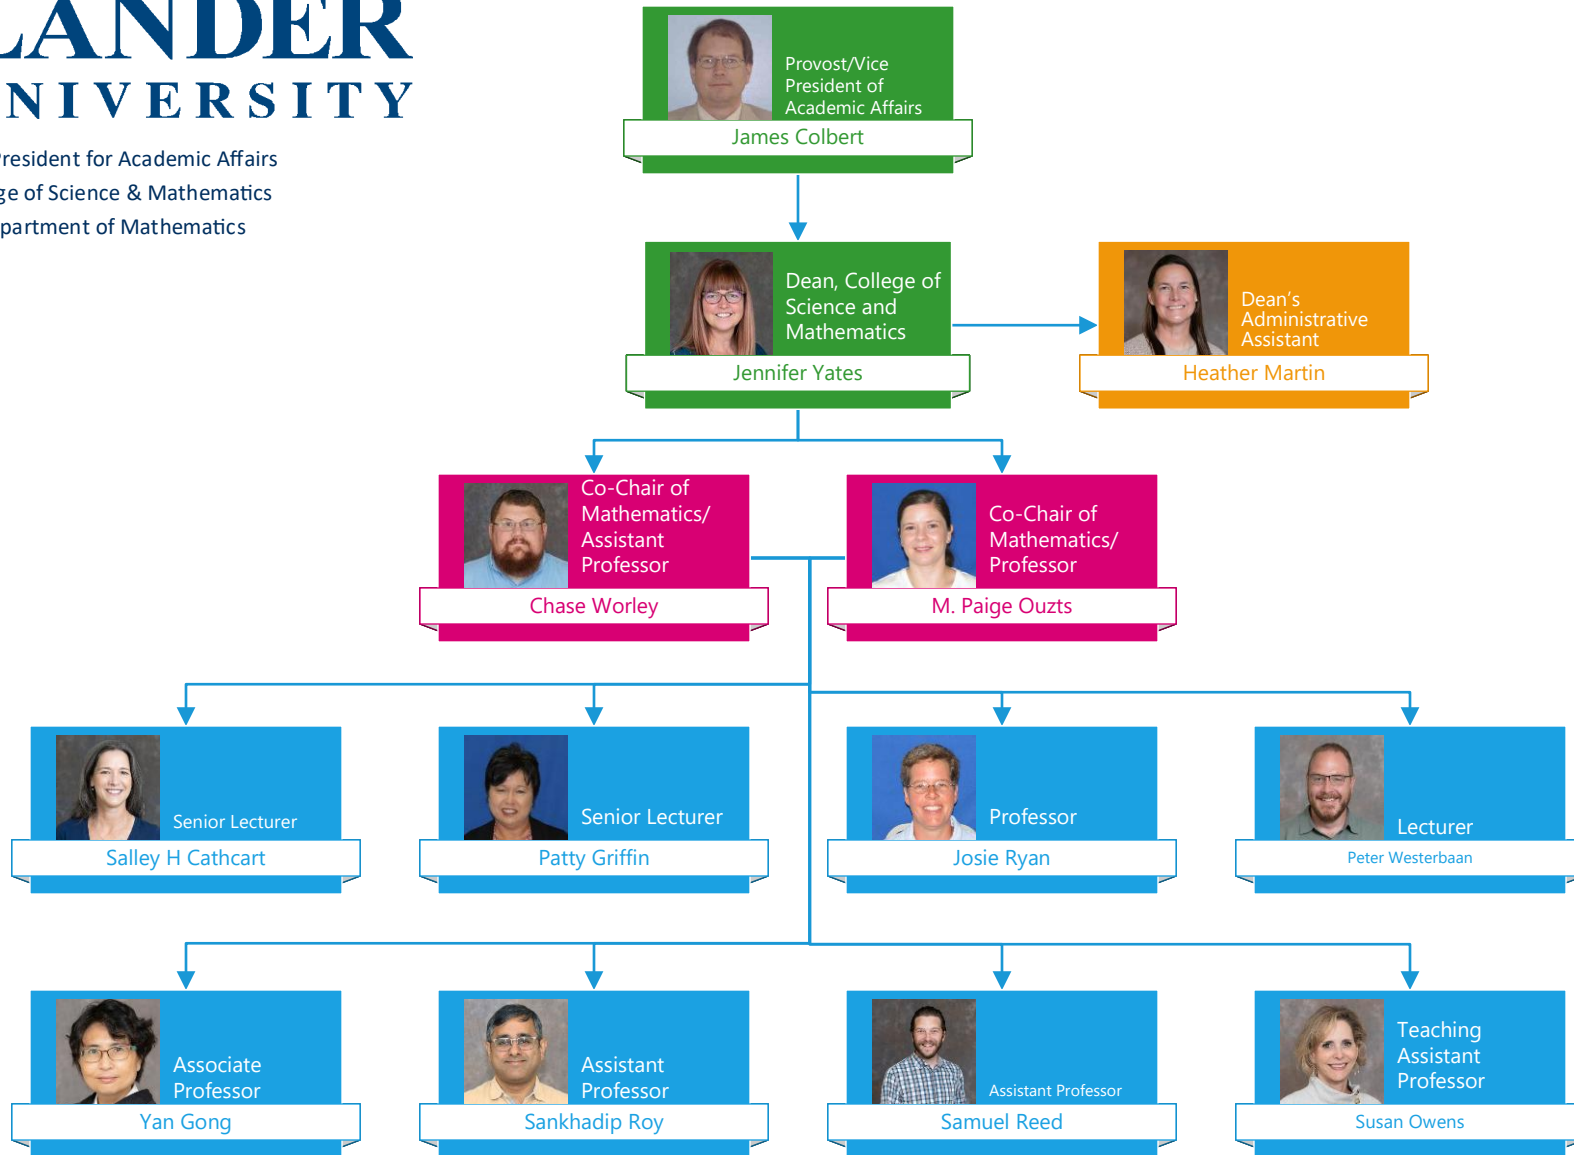 LANDER
NIVERSITY
resident for Academic Affairs
ge of Science & Mathematics
partment of Mathematics
Provost/Vice
President of
Academic Affairs
James Colbert
Dean, College of
Science and
Mathematics
Jennifer Yates
Dean’s
Administrative
Assistant
Heather Martin
Co-Chair of
Mathematics/
Assistant
Professor
Chase Worley
Co-Chair of
Mathematics/
Professor
M. Paige Ouzts
Senior Lecturer
Salley H Cathcart
Senior Lecturer
Patty Griffin
Professor
Josie Ryan
Lecturer
Peter Westerbaan
Associate
Professor
Yan Gong
Assistant
Professor
Sankhadip Roy
Assistant Professor
Samuel Reed
Teaching
Assistant
Professor
Susan Owens